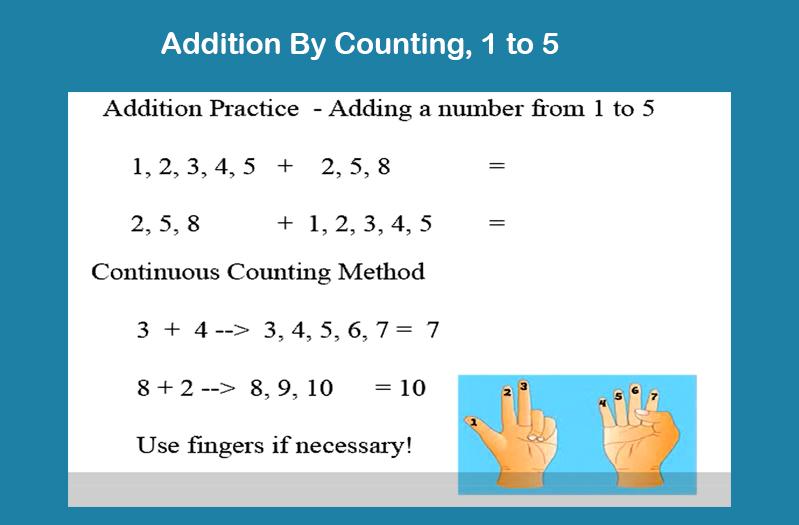 Addition By Counting, 1 to 5
Addition Practice - Adding a number from 1 to 5
1, 2, 3, 4, 5 + 2, 5, 8 =
2, 5, 8 + 1, 2, 3, 4, 5 =
Continuous Counting Method
3 + 4 --> 3, 4, 5, 6, 7 = 7
8 + 2 --> 8, 9, 10 = 10
Use fingers if necessary!
1 2 3 4 5 6 7